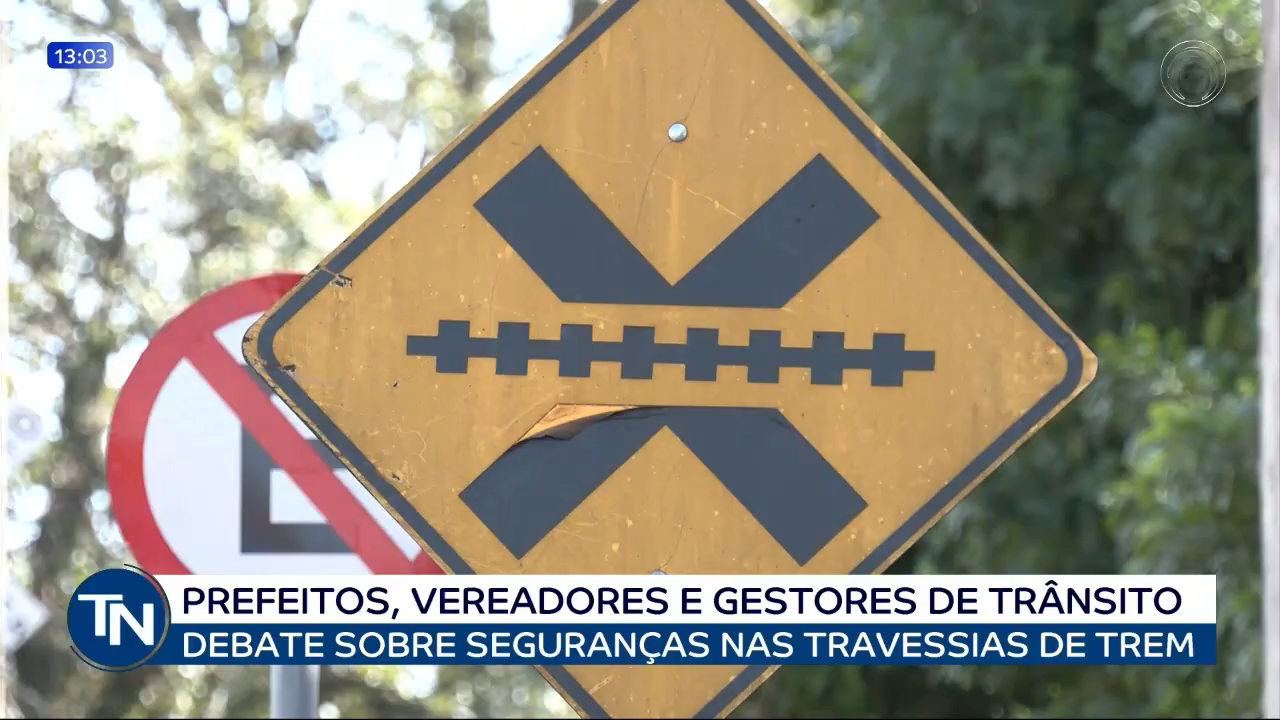 13:03
E
PREFEITOS, VEREADORES E GESTORES DE TRÂNSITO
TN
DEBATE SOBRE SEGURANÇAS NAS TRAVESSIAS DE TREM